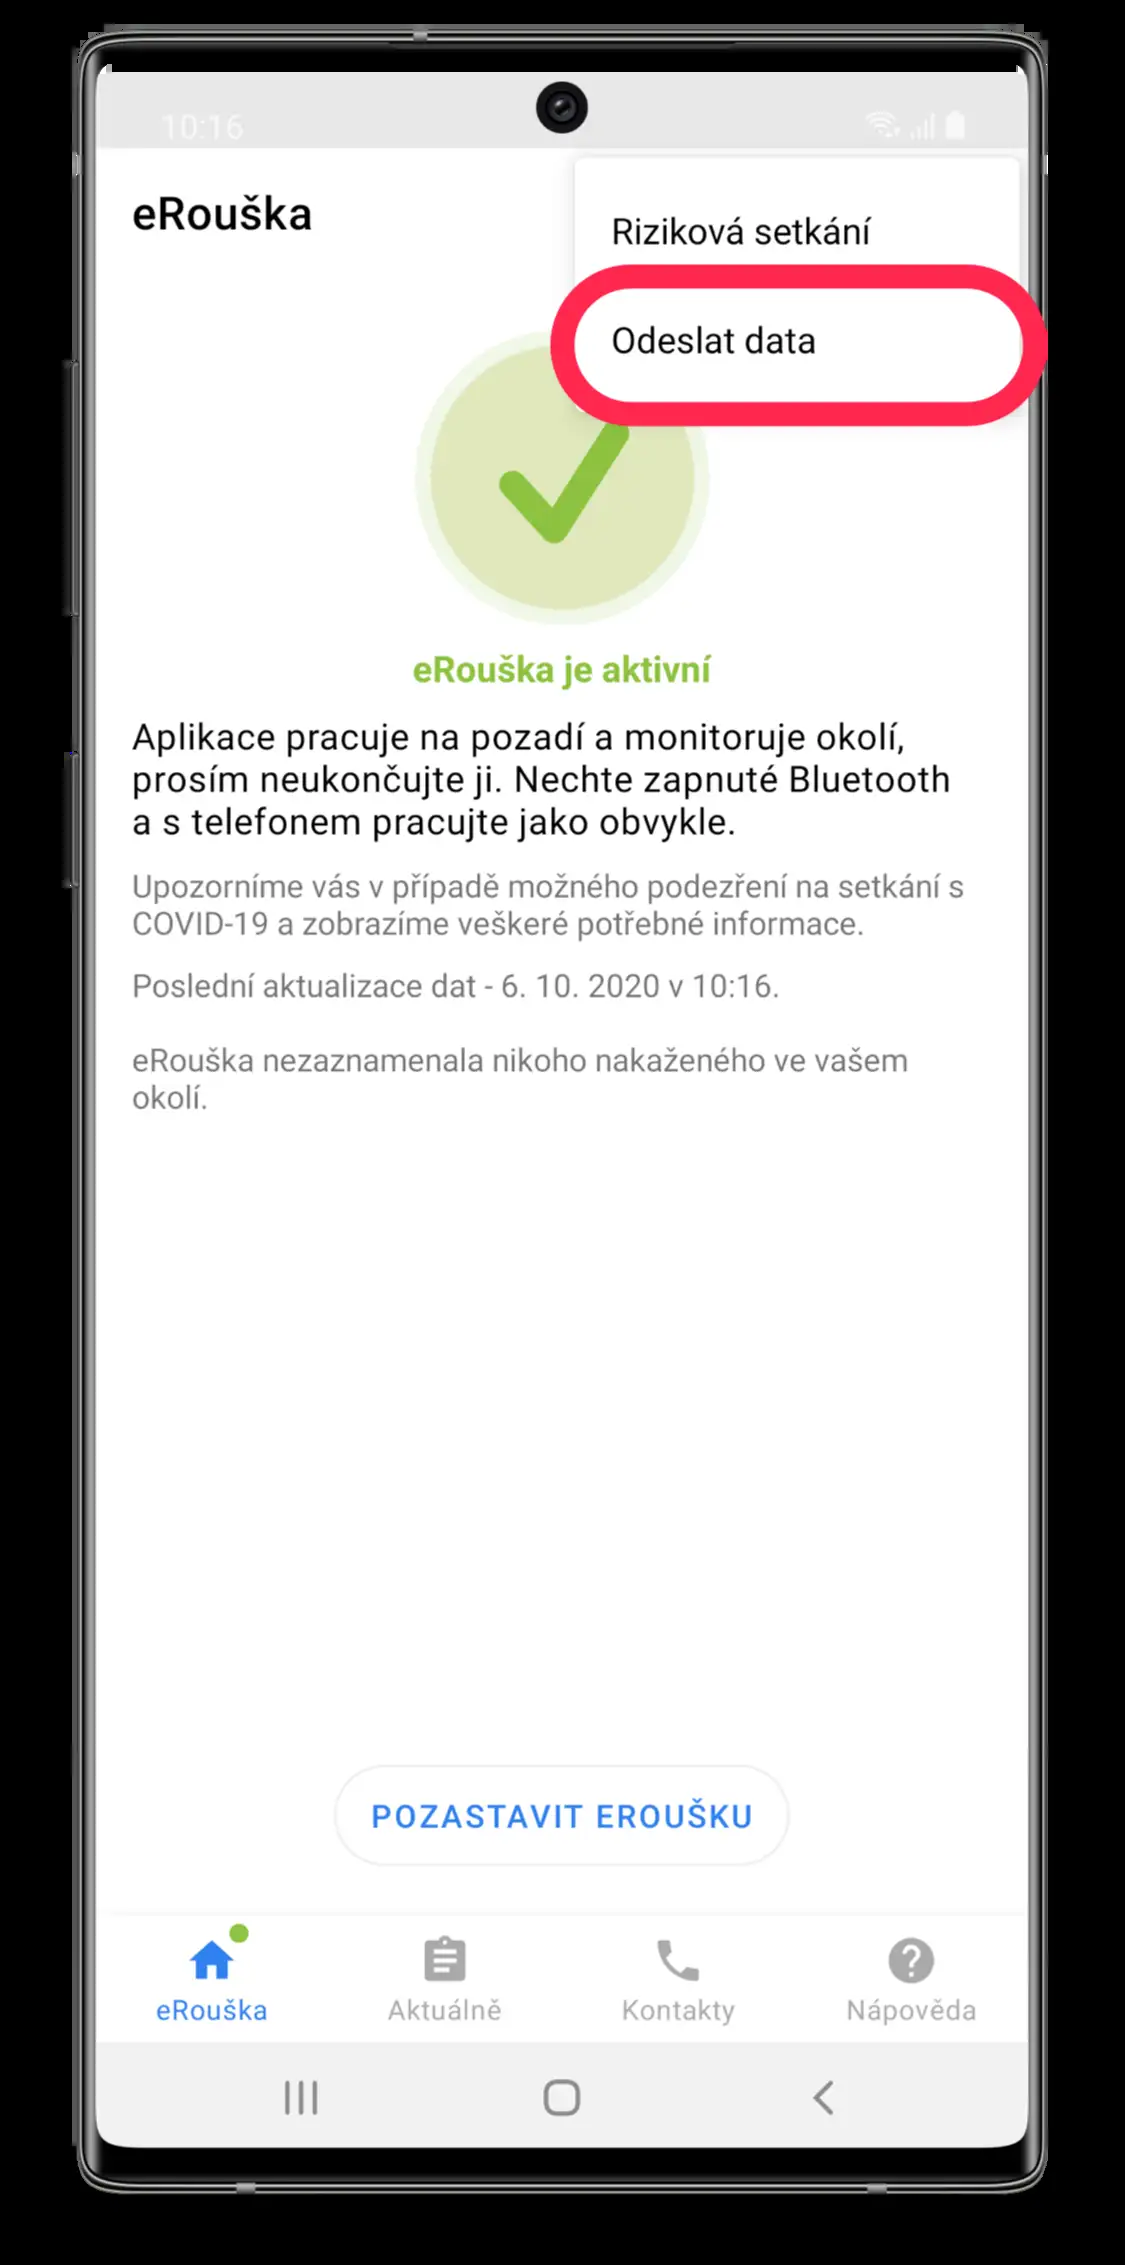 10:16
eRouška
Riziková setkání
Odeslat data
eRouška je aktivní
Aplikace pracuje na pozadí a monitoruje okolí,
prosím neukončujte ji. Nechte zapnuté Bluetooth
a s telefonem pracujte jako obvykle.
Upozorníme vás v případě možného podezření na setkání s
COVID-19 a zobrazíme veškeré potřebné informace.
Poslední aktualizace dat - 6. 10. 2020 v 10:16.
eRouška nezaznamenala nikoho nakaženého ve vašem
okolí.
POZASTAVIT EROUŠKU
eRouška
Aktuálně
Kontakty
Nápověda